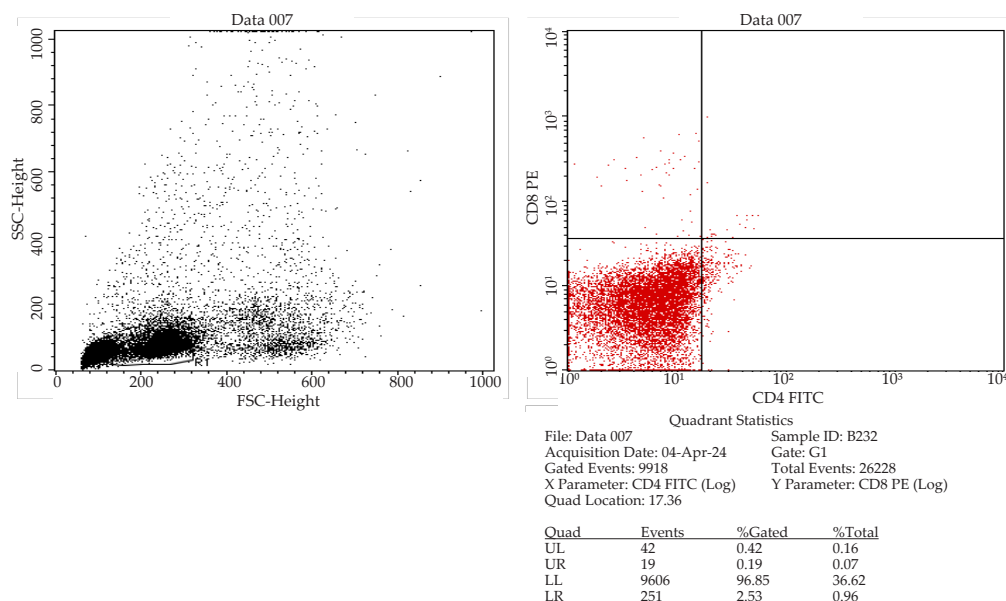 Data 007
1000
800
600
400
200
0
SSC-Height
R1
0 200 400 600 800 1000
FSC-Height
Data 007
10⁴
10³
10²
10¹
10⁰
CD8 PE
10⁰ 10¹ 10² 10³ 10⁴
CD4 FITC
Quadrant Statistics
File: Data 007 Sample ID: B232
Acquisition Date: 04-Apr-24 Gate: G1
Gated Events: 9918 Total Events: 26228
X Parameter: CD4 FITC (Log) Y Parameter: CD8 PE (Log)
Quad Location: 17.36
Quad Events %Gated %Total
UL 42 0.42 0.16
UR 19 0.19 0.07
LL 9606 96.85 36.62
LR 251 2.53 0.96